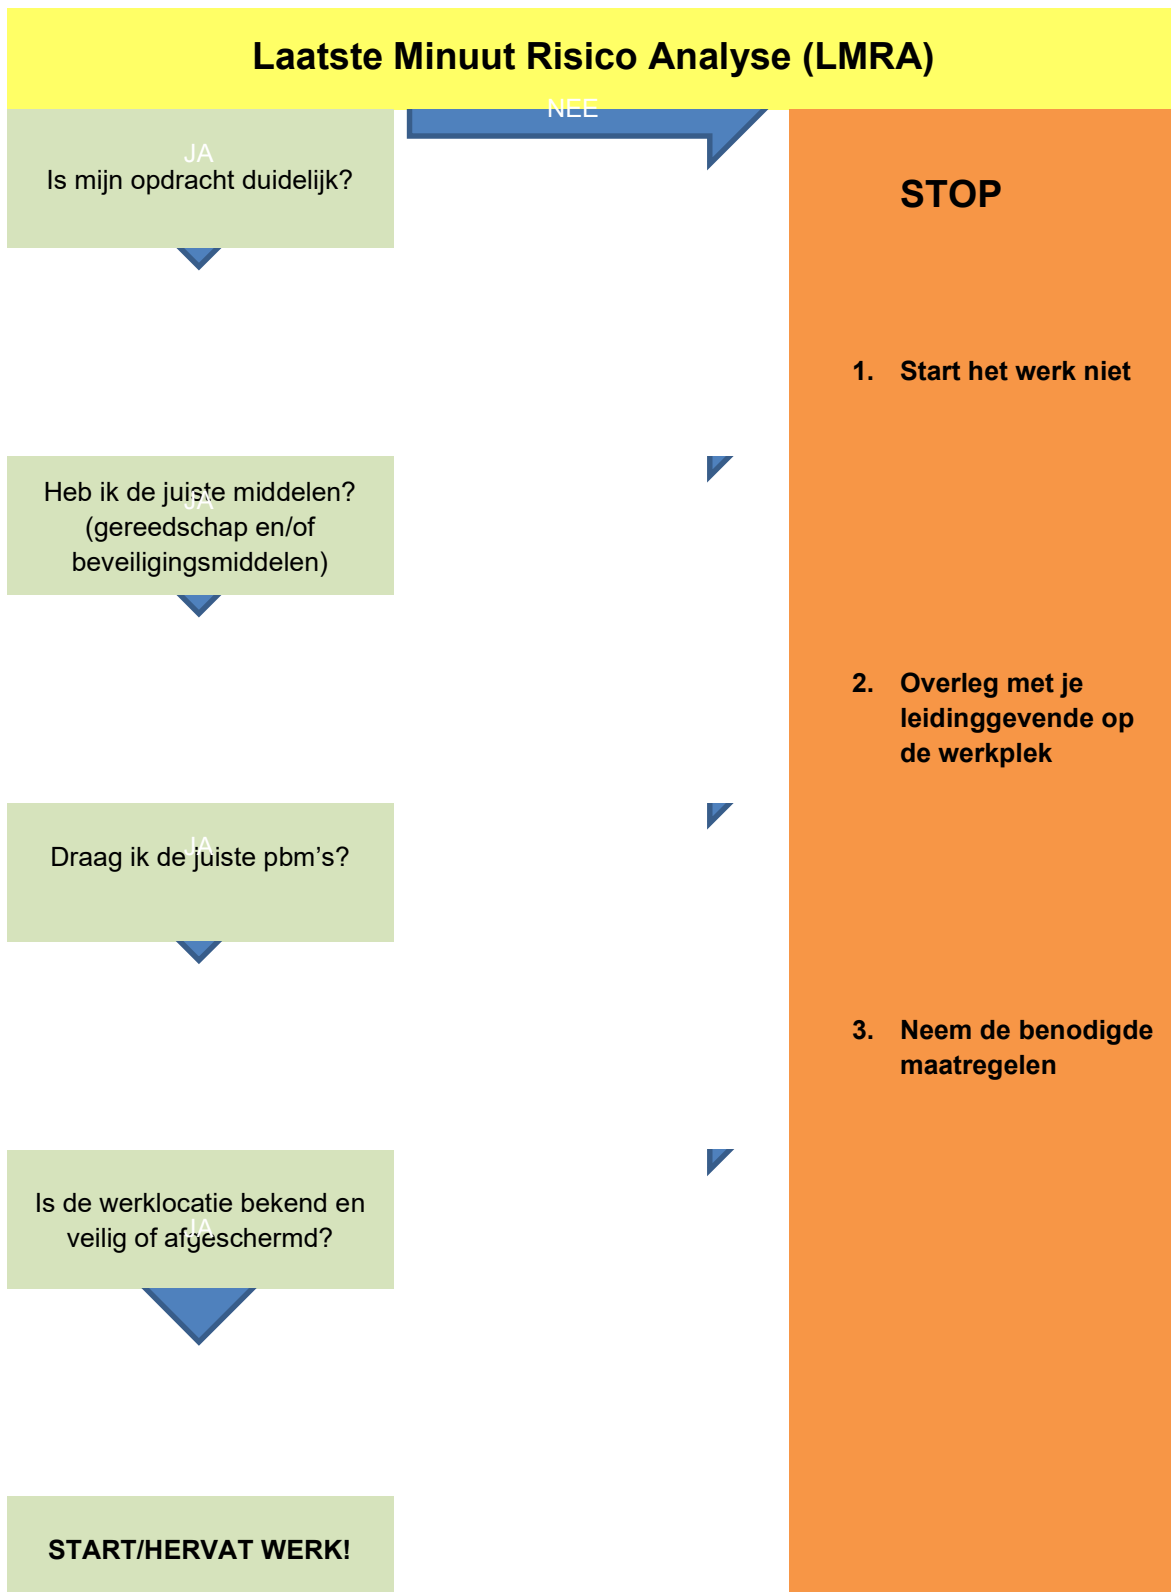 Laatste Minuut Risico Analyse (LMRA)
NEE
JA
Is mijn opdracht duidelijk?
STOP
1. Start het werk niet
Heb ik de juiste middelen?
JA
(gereedschap en/of
beveiligingsmiddelen)
2. Overleg met je
leidinggevende op
de werkplek
JA
Draag ik de juiste pbm's?
3. Neem de benodigde
maatregelen
Is de werklocatie bekend en
JA
veilig of afgeschermd?
START/HERVAT WERK!